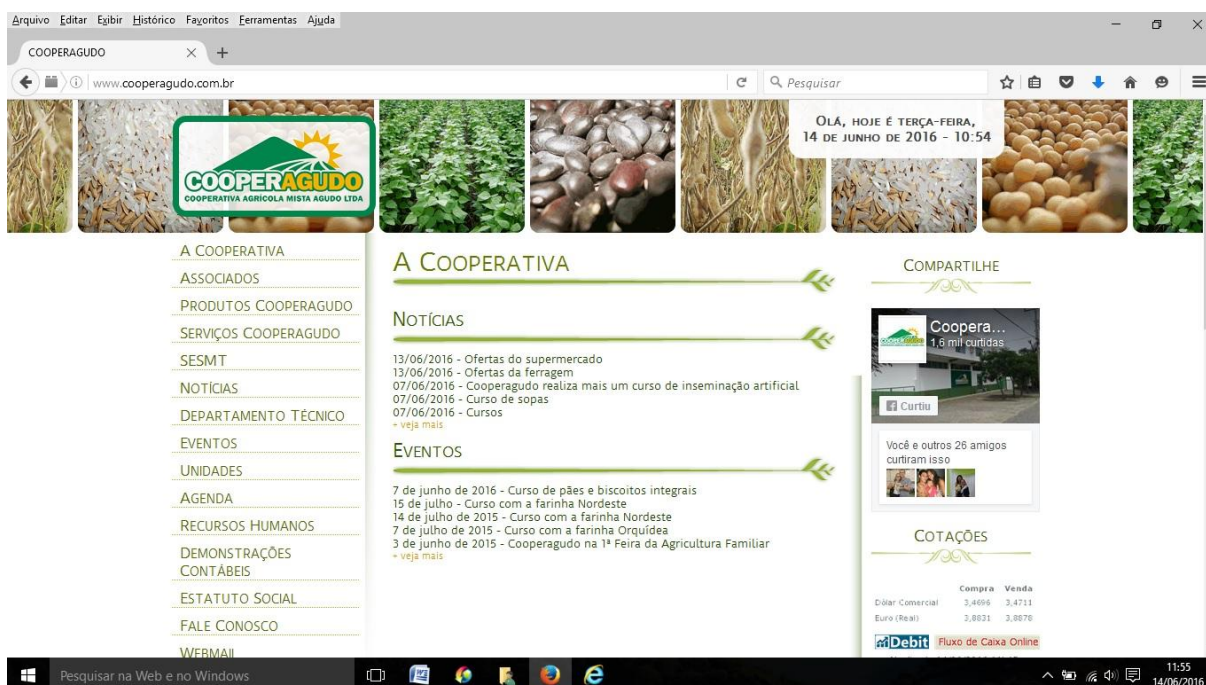 Arquivo Editar Exibir Histórico Favoritos Ferramentas Ajuda
COOPERAGUDO
www.cooperagudo.com.br
Pesquisar
OLÁ, HOJE É TERÇA-FEIRA,
14 DE JUNHO DE 2016 - 10:54
COOPERAGUDO
COOPERATIVA AGRÍCOLA MISTA AGUDO LTDA
A COOPERATIVA
ASSOCIADOS
PRODUTOS COOPERAGUDO
SERVIÇOS COOPERAGUDO
SESMT
NOTÍCIAS
DEPARTAMENTO TÉCNICO
EVENTOS
UNIDADES
AGENDA
RECURSOS HUMANOS
DEMONSTRAÇÕES
CONTÁBEIS
ESTATUTO SOCIAL
FALE CONOSCO
WEBMAIL
A COOPERATIVA
NOTÍCIAS
13/06/2016 - Ofertas do supermercado
13/06/2016 - Ofertas da ferragem
07/06/2016 - Cooperagudo realiza mais um curso de inseminação artificial
07/06/2016 - Curso de sopas
07/06/2016 - Cursos
+ veja mais
EVENTOS
7 de junho de 2016 - Curso de pães e biscoitos integrais
15 de julho - Curso com a farinha Nordeste
14 de julho de 2015 - Curso com a farinha Nordeste
7 de julho de 2015 - Curso com a farinha Orquídea
3 de junho de 2015 - Cooperagudo na 1ª Feira da Agricultura Familiar
+ veja mais
COMPARTILHE
Coopera...
1,6 mil curtidas
Curtiu
Você e outros 26 amigos
curtiram isso
COTAÇÕES
Compra Venda
Dólar Comercial 3,4696 3,4711
Euro (Real) 3,8831 3,8870
Debit Fluxo de Caixa Online
Pesquisar na Web e no Windows
11:55
14/06/2016